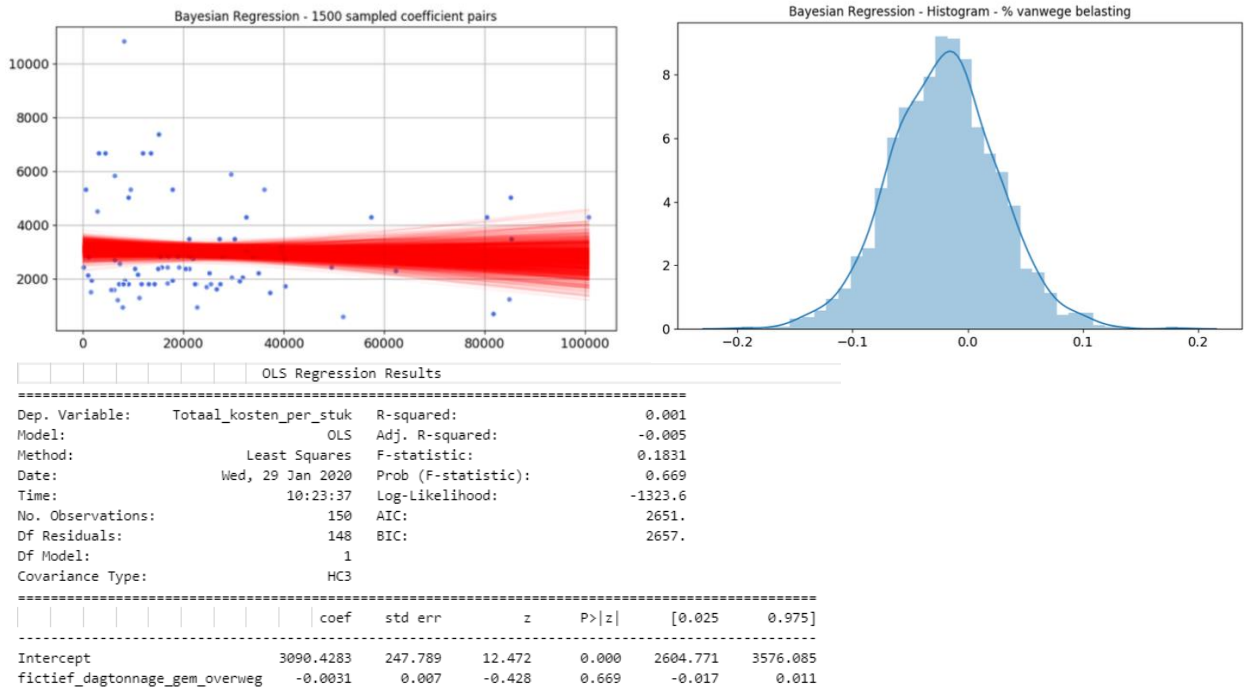 Bayesian Regression - 1500 sampled coefficient pairs
10000
8000
6000
4000
2000
0 20000 40000 60000 80000 100000
Bayesian Regression - Histogram - % vanwege belasting
8
6
4
2
0
−0.2 −0.1 0.0 0.1 0.2
OLS Regression Results
==============================================================================
Dep. Variable: Totaal_kosten_per_stuk R-squared: 0.001
Model: OLS Adj. R-squared: -0.005
Method: Least Squares F-statistic: 0.1831
Date: Wed, 29 Jan 2020 Prob (F-statistic): 0.669
Time: 10:23:37 Log-Likelihood: -1323.6
No. Observations: 150 AIC: 2651.
Df Residuals: 148 BIC: 2657.
Df Model: 1
Covariance Type: HC3
==============================================================================
coef std err z P>|z| [0.025 0.975]
------------------------------------------------------------------------------
Intercept 3090.4283 247.789 12.472 0.000 2604.771 3576.085
fictief_dagtonnage_gem_overweg -0.0031 0.007 -0.428 0.669 -0.017 0.011